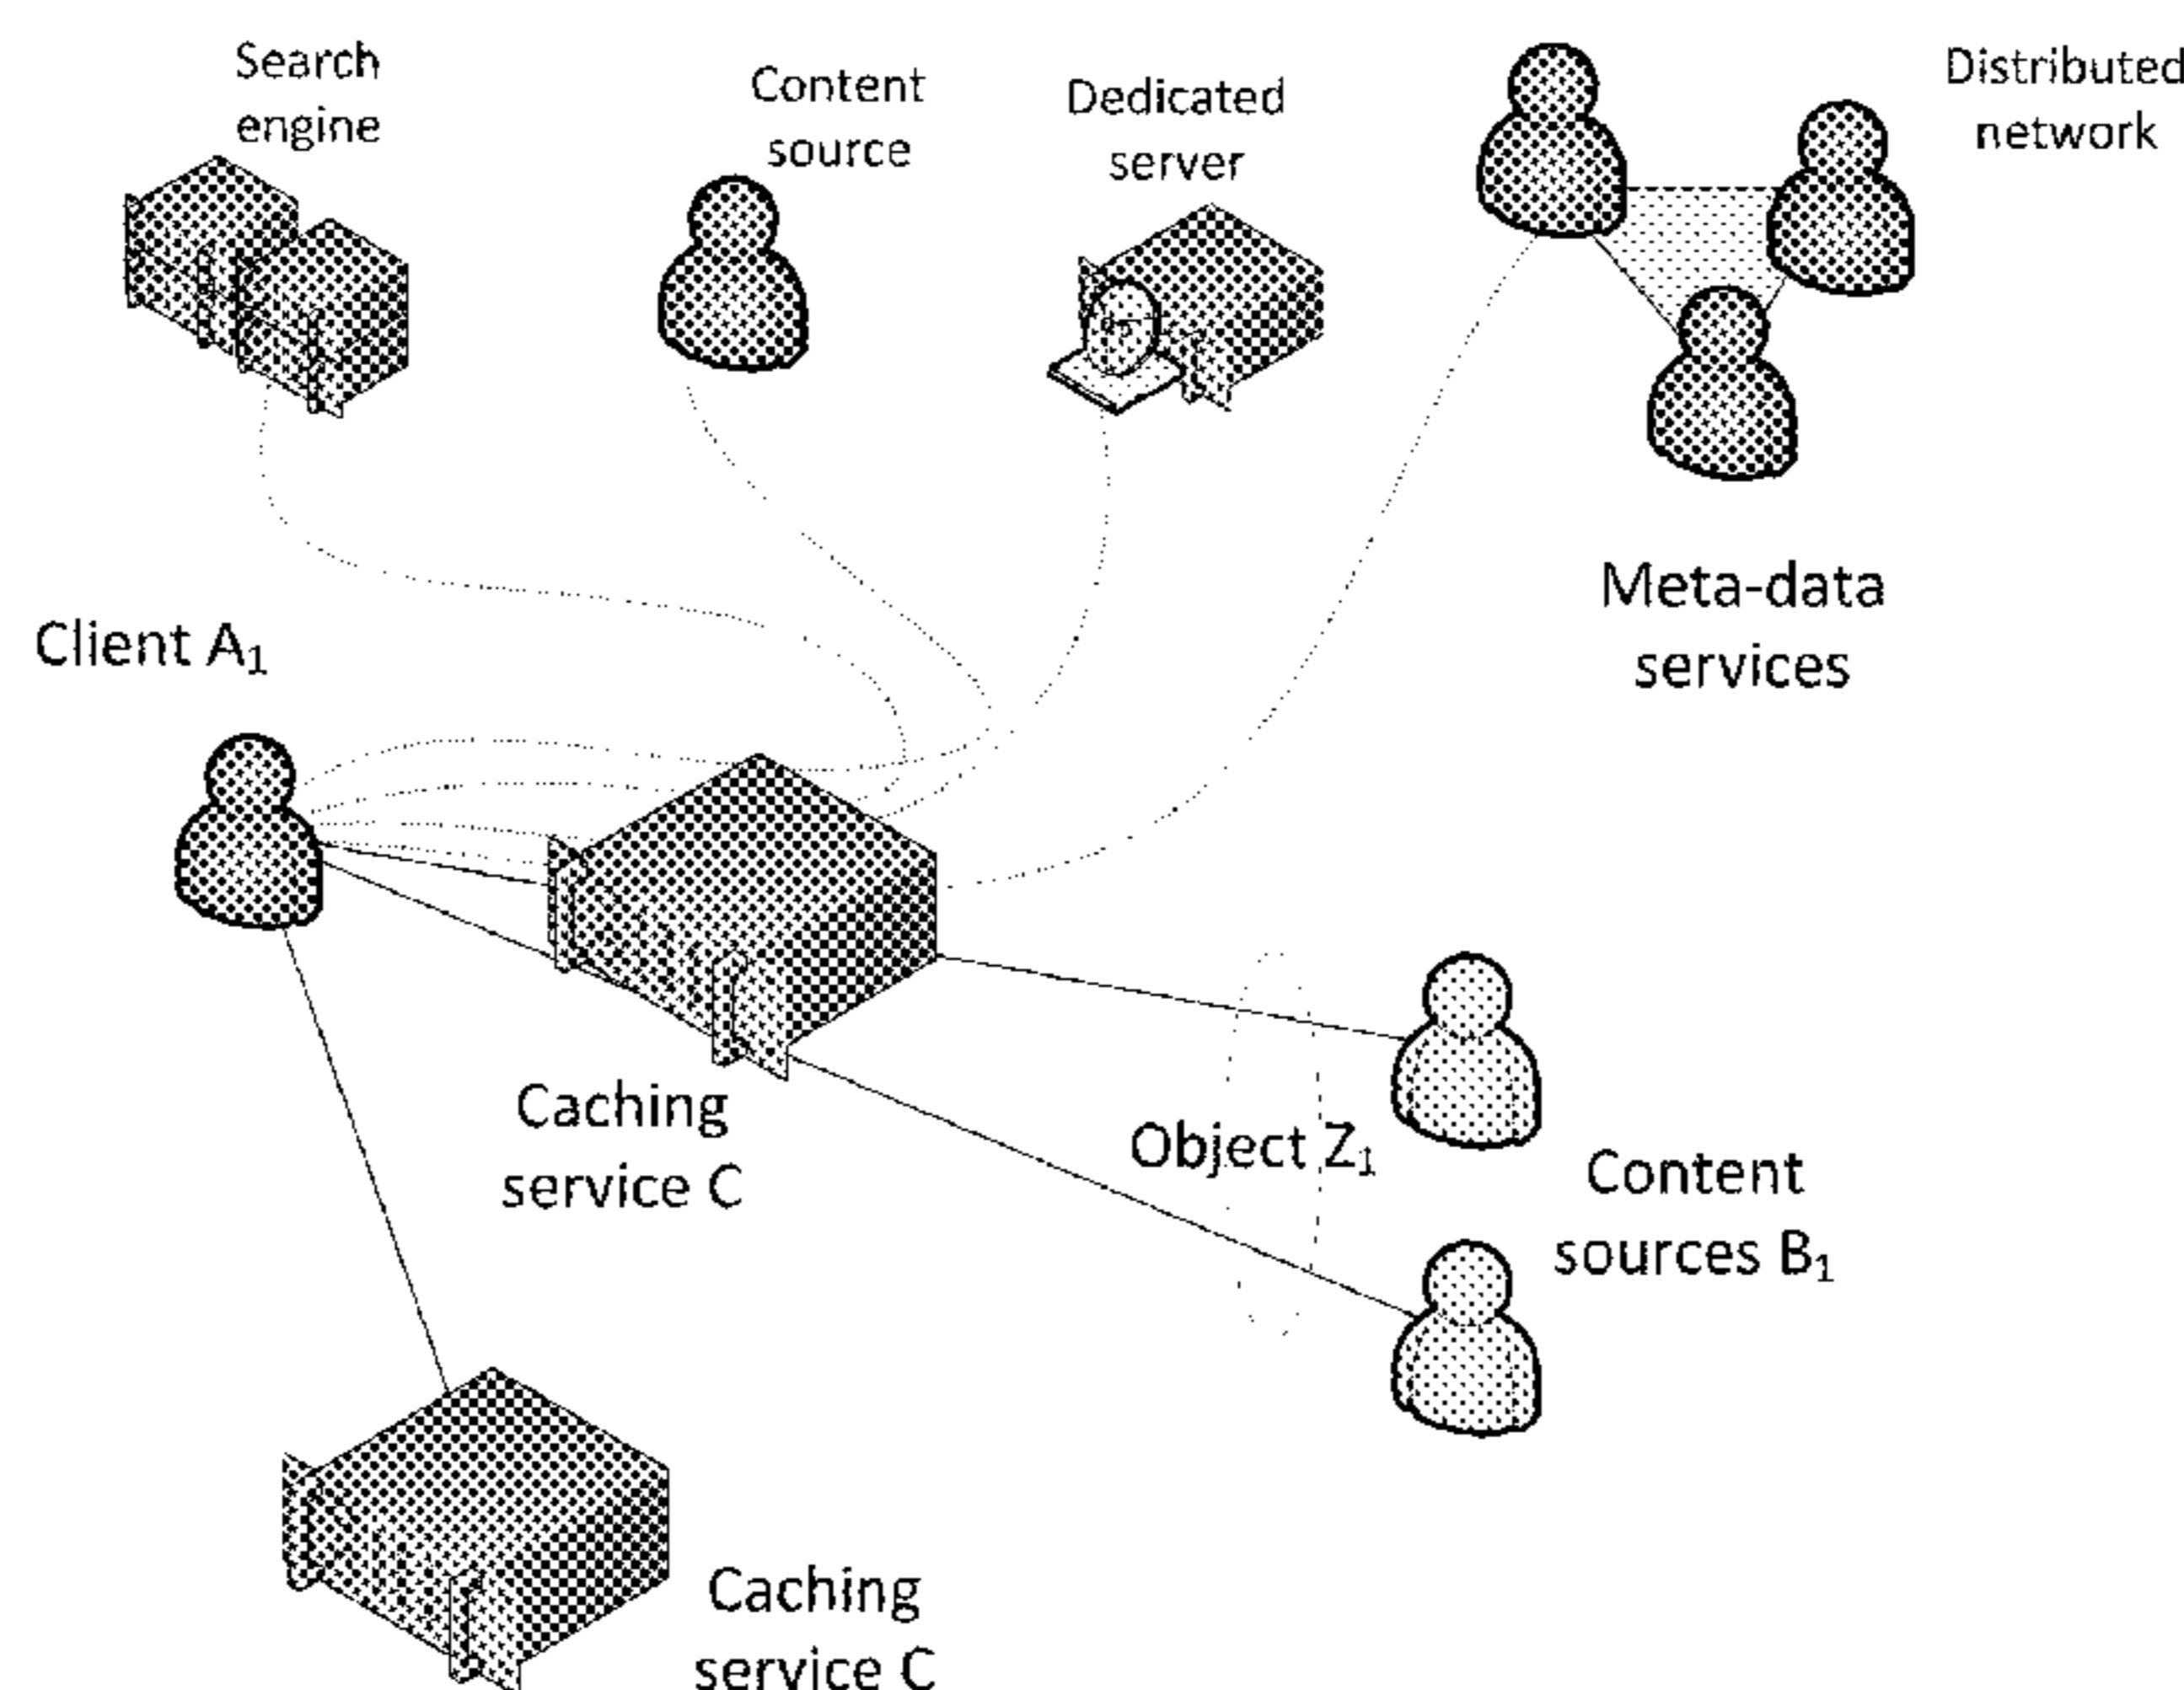 Search
engine
Content
source
Dedicated
server
Distributed
network
Meta-data
services
Client A₁
Caching
service C
Object Z₁
Content
sources B₁
Caching
service C